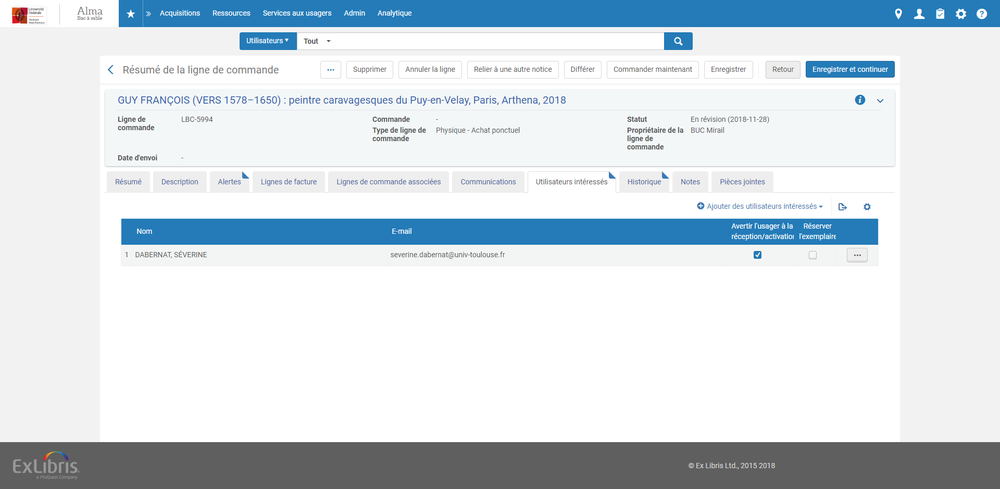 Université
Fédérale
Toulouse
Midi-Pyrénées
Alma
Bac à sable
Acquisitions
Ressources
Services aux usagers
Admin
Analytique
Utilisateurs
Tout
Résumé de la ligne de commande
Supprimer
Annuler la ligne
Relier à une autre notice
Différer
Commander maintenant
Enregistrer
Retour
Enregistrer et continuer
GUY FRANÇOIS (VERS 1578–1650) : peintre caravagesques du Puy-en-Velay, Paris, Arthena, 2018
Ligne de
commande
LBC-5994
Commande
-
Statut
En révision (2018-11-28)
Type de ligne de
commande
Physique - Achat ponctuel
Propriétaire de la
ligne de
commande
BUC Mirail
Date d'envoi
-
Résumé
Description
Alertes
Lignes de facture
Lignes de commande associées
Communications
Utilisateurs intéressés
Historique
Notes
Pièces jointes
Ajouter des utilisateurs intéressés
Nom
E-mail
Avertir l'usager à la
réception/activation
Réserver
l'exemplaire
1 DABERNAT, SÉVERINE
severine.dabernat@univ-toulouse.fr
ExLibris
a ProQuest Company
© Ex Libris Ltd., 2015 2018